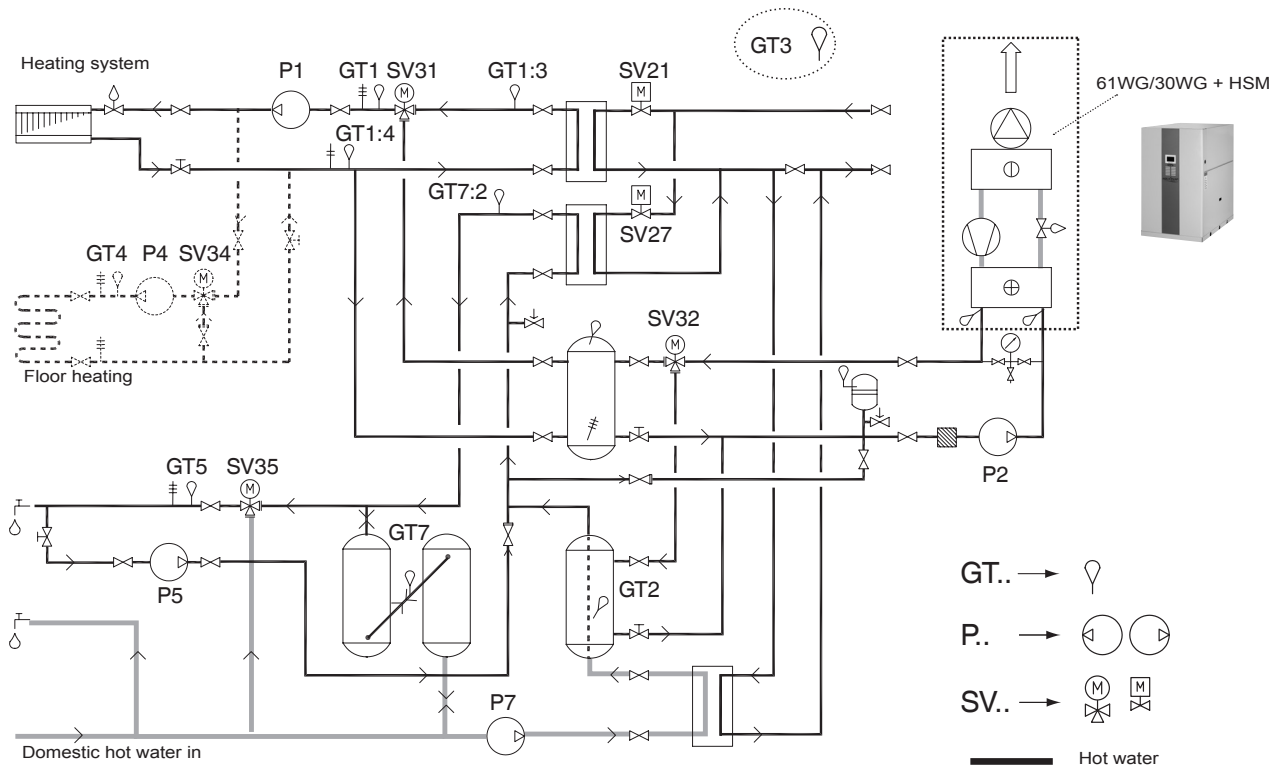 GT3
Heating system
P1
GT1
SV31
GT1:3
SV21
M
M
61WG/30WG + HSM
GT1:4
GT7:2
M
SV27
GT4
P4
SV34
M
SV32
M
Floor heating
GT5
SV35
M
P2
GT7
GT2
P5
GT..
P..
P7
SV..
M
M
Domestic hot water in
Hot water